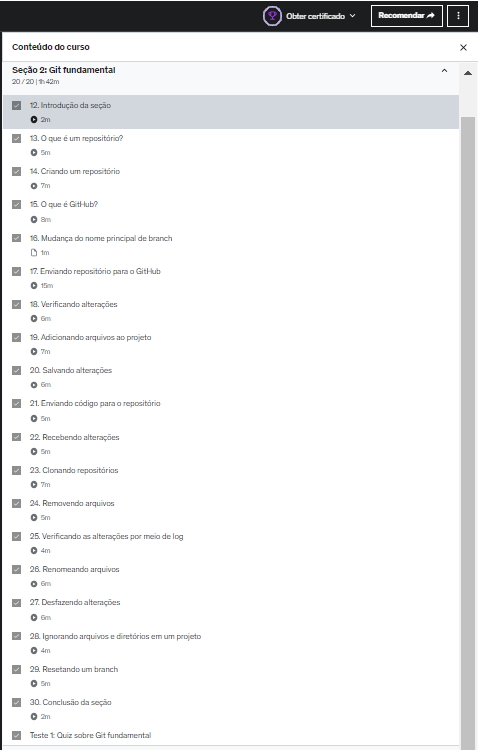 Obter certificado
Recomendar
Conteúdo do curso
Seção 2: Git fundamental
20 / 20 | 1h 42m
12. Introdução da seção
2m
13. O que é um repositório?
5m
14. Criando um repositório
7m
15. O que é GitHub?
8m
16. Mudança do nome principal de branch
1m
17. Enviando repositório para o GitHub
15m
18. Verificando alterações
6m
19. Adicionando arquivos ao projeto
7m
20. Salvando alterações
6m
21. Enviando código para o repositório
5m
22. Recebendo alterações
5m
23. Clonando repositórios
7m
24. Removendo arquivos
5m
25. Verificando as alterações por meio de log
4m
26. Renomeando arquivos
6m
27. Desfazendo alterações
6m
28. Ignorando arquivos e diretórios em um projeto
4m
29. Resetando um branch
5m
30. Conclusão da seção
2m
Teste 1: Quiz sobre Git fundamental